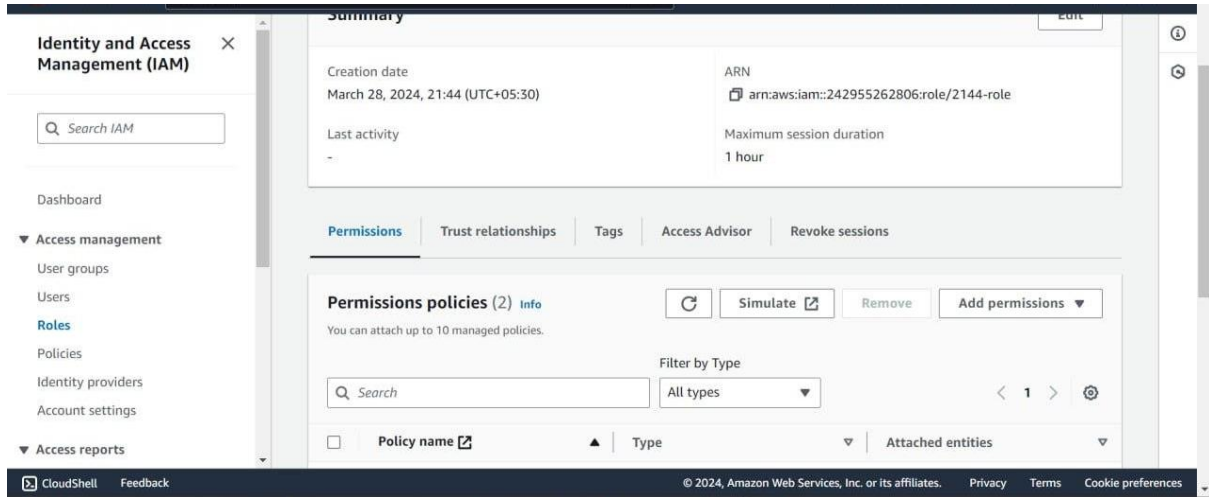 Summary
Edit
Identity and Access
Management (IAM)
Search IAM
Dashboard
Access management
User groups
Users
Roles
Policies
Identity providers
Account settings
Access reports
Creation date
March 28, 2024, 21:44 (UTC+05:30)
ARN
arn:aws:iam::242955262806:role/2144-role
Last activity
-
Maximum session duration
1 hour
Permissions
Trust relationships
Tags
Access Advisor
Revoke sessions
Permissions policies (2) Info
You can attach up to 10 managed policies.
Simulate
Remove
Add permissions
Filter by Type
Search
All types
1
Policy name
Type
Attached entities
CloudShell
Feedback
© 2024, Amazon Web Services, Inc. or its affiliates.
Privacy
Terms
Cookie preferences